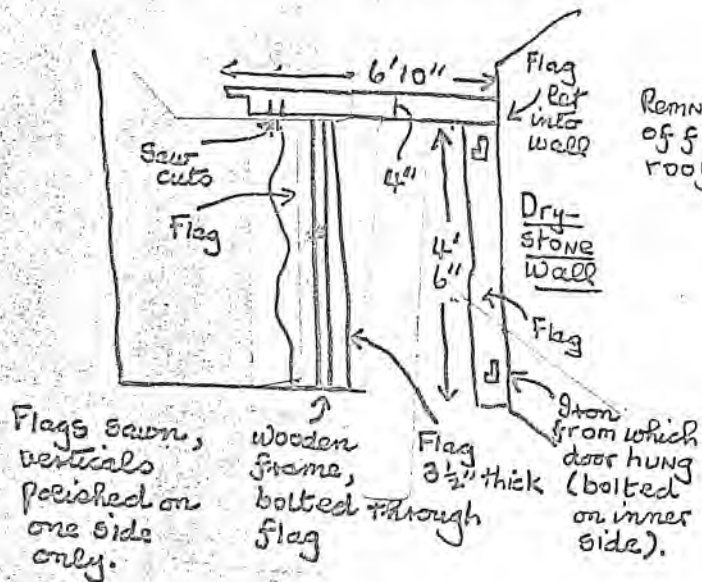 6'10"
Flag
let
into
wall
Saw
cuts
4"
Flag
4'
6"
Dry-
stone
wall
Flag
Flags sawn,
verticals
polished on
one side
only.
wooden
frame,
bolted through
flag
Flag
3½" thick
Iron
from which
door hung
(bolted
on inner
side).
of f
roo